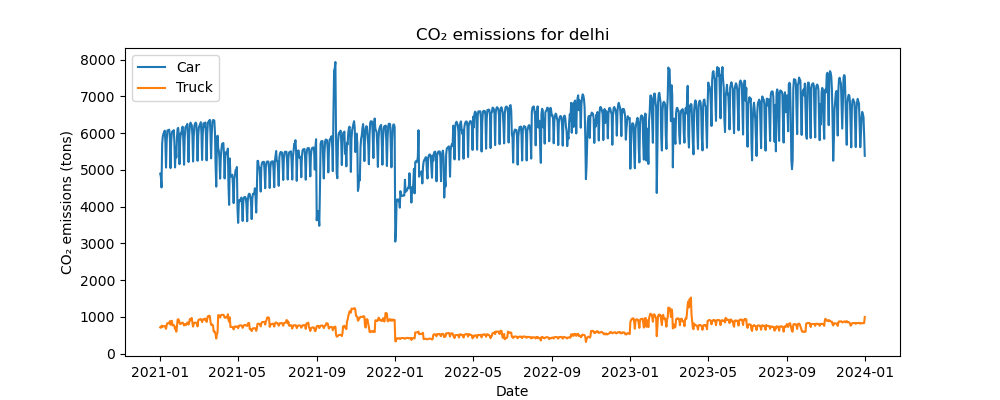 CO₂ emissions for delhi
Car
Truck
CO₂ emissions (tons)
8000
7000
6000
5000
4000
3000
2000
1000
0
2021-01 2021-05 2021-09 2022-01 2022-05 2022-09 2023-01 2023-05 2023-09 2024-01
Date